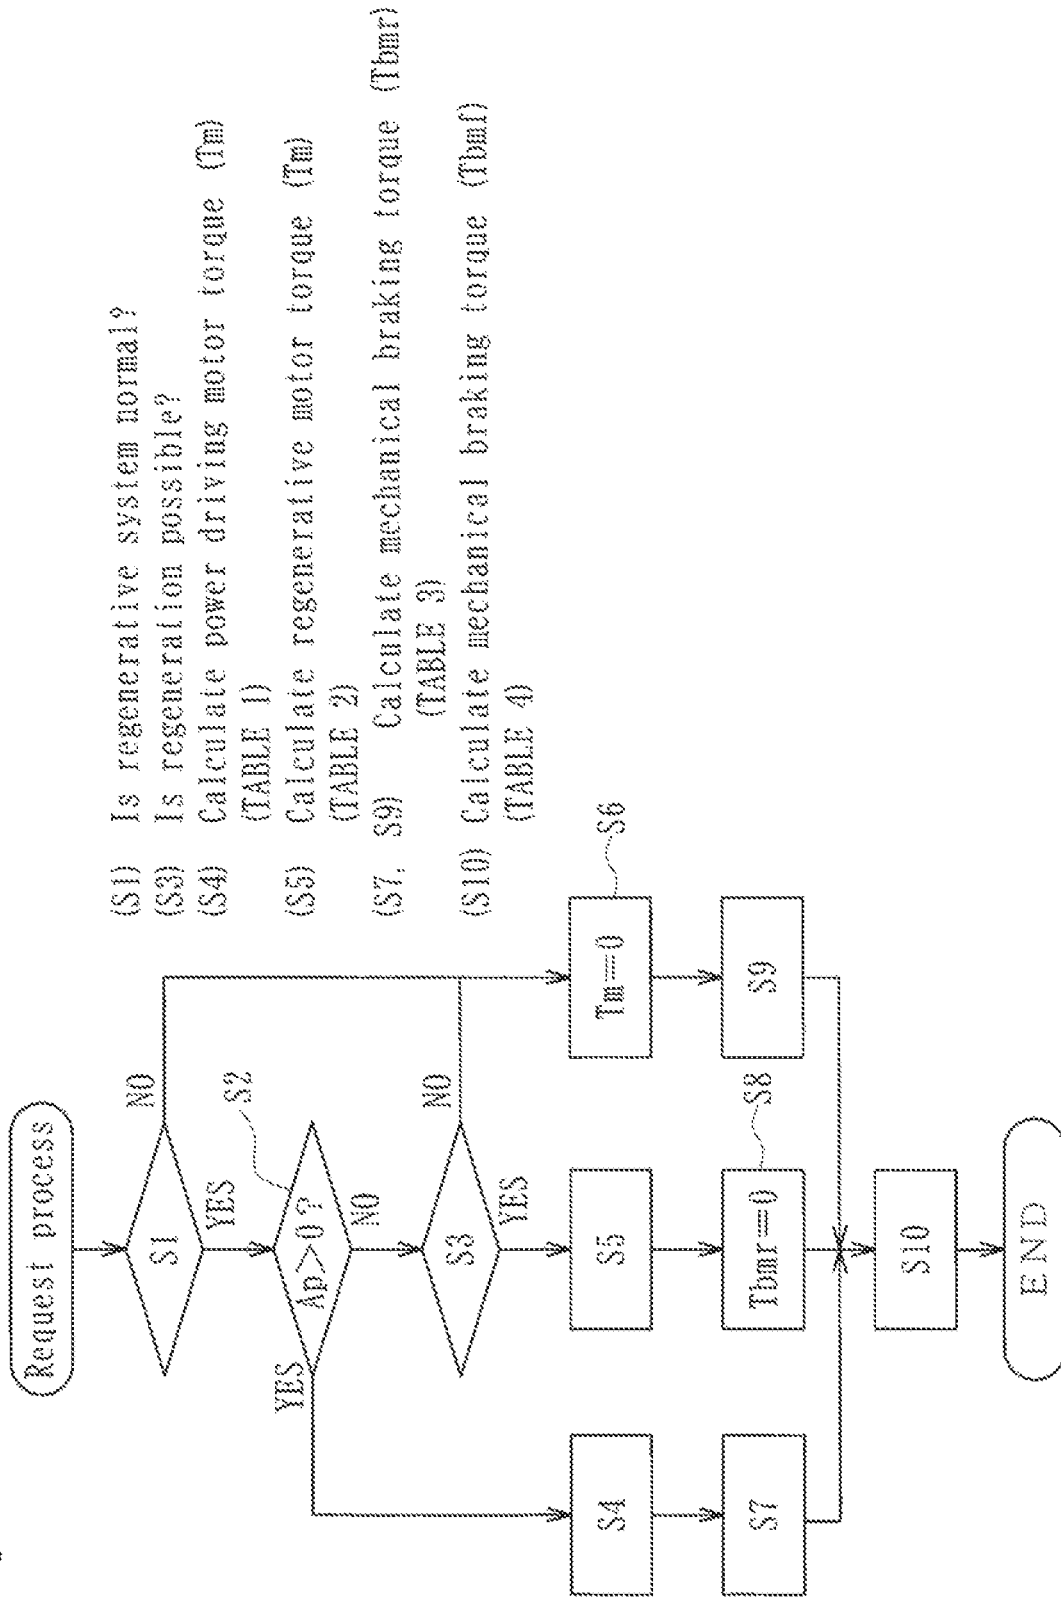 Request process
S1
NO
YES
S2
Ap>0?
YES
NO
S3
NO
YES
S4
S5
Tm=0
S6
S7
Tbmr=0
S8
S9
S10
END
(S1) Is regenerative system normal?
(S3) Is regeneration possible?
(S4) Calculate power driving motor torque (Tm)
(TABLE 1)
(S5) Calculate regenerative motor torque (Tm)
(TABLE 2)
(S7. S9) Calculate mechanical braking torque (Tbmr)
(TABLE 3)
(S10) Calculate mechanical braking torque (Tbmf)
(TABLE 4)